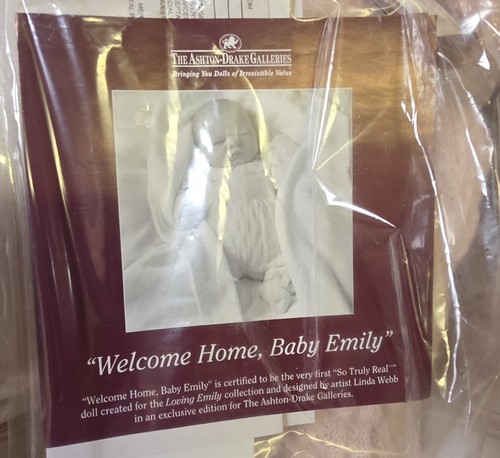 THE ASHTON-DRAKE GALLERIES
Bringing You Dolls of Irresistible Value
"Welcome Home, Baby Emily"
"Welcome Home, Baby Emily" is certified to be the very first "So Truly Real™"
doll created for the Loving Emily collection and designed by artist Linda Webb
in an exclusive edition for The Ashton-Drake Galleries.